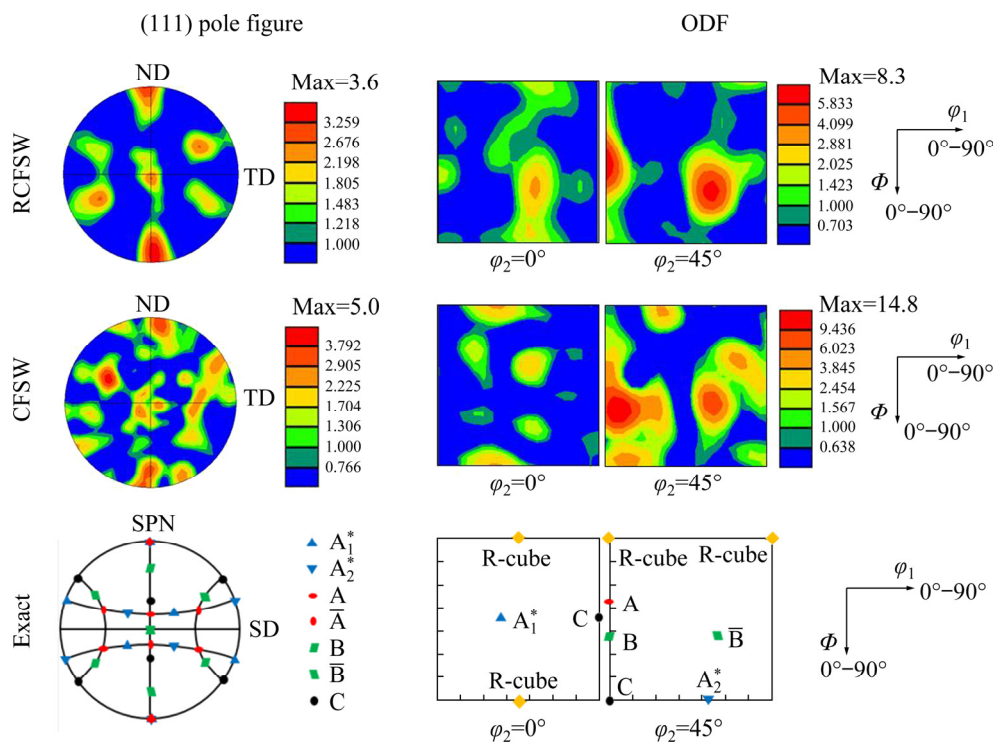 (111) pole figure
ODF
RCFSW
ND
TD
Max=3.6
3.259
2.676
2.198
1.805
1.483
1.218
1.000
φ₂=0°
φ₂=45°
Max=8.3
5.833
4.099
2.881
2.025
1.423
1.000
0.703
φ₁
0°−90°
Φ
0°−90°
CFSW
ND
TD
Max=5.0
3.792
2.905
2.225
1.704
1.306
1.000
0.766
φ₂=0°
φ₂=45°
Max=14.8
9.436
6.023
3.845
2.454
1.567
1.000
0.638
φ₁
0°−90°
Φ
0°−90°
Exact
SPN
SD
A₁*
A₂*
A
A̅
B
B̅
C
R-cube
A₁*
C
R-cube
φ₂=0°
R-cube
R-cube
A
B
B̅
C
A₂*
φ₂=45°
φ₁
0°−90°
Φ
0°−90°